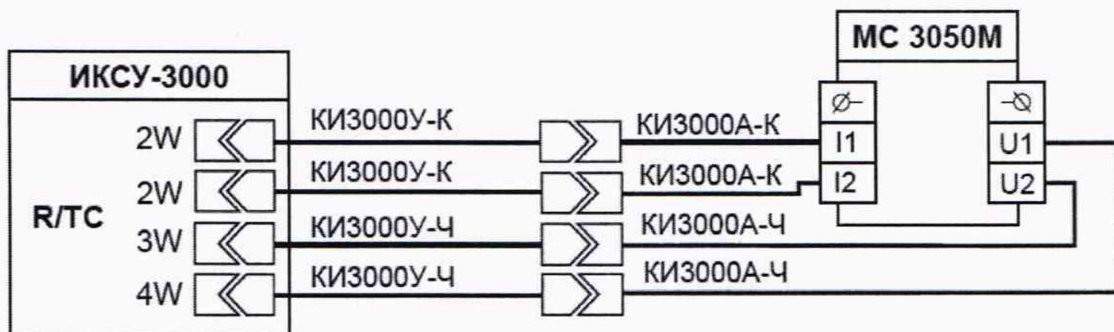 МС 3050М
ИКСУ-3000
R/TC
2W
КИ3000У-К
КИ3000А-К
I1
U1
2W
КИ3000У-К
КИ3000А-К
I2
U2
3W
КИ3000У-Ч
КИ3000А-Ч
4W
КИ3000У-Ч
КИ3000А-Ч